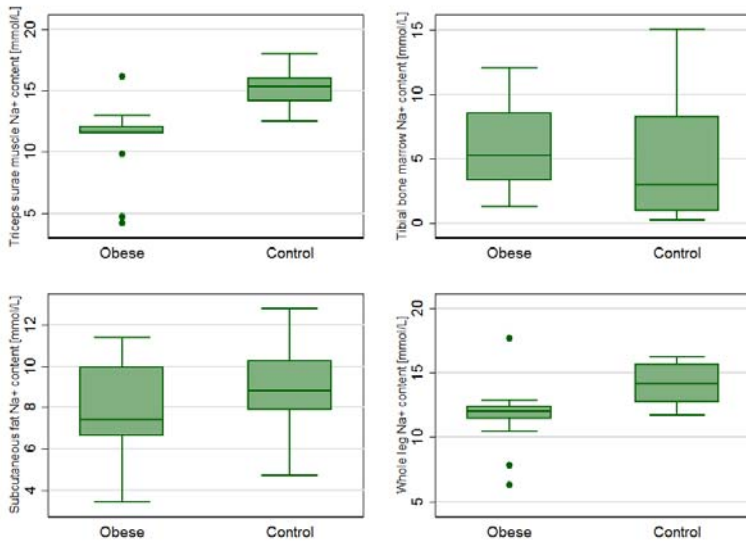 Triceps surae muscle Na+ content [mmol/L]
20
15
10
5
Obese
Control
Tibial bone marrow Na+ content [mmol/L]
15
10
5
0
Obese
Control
Subcutaneous fat Na+ content [mmol/L]
12
10
8
6
4
Obese
Control
Whole leg Na+ content [mmol/L]
20
15
10
5
Obese
Control